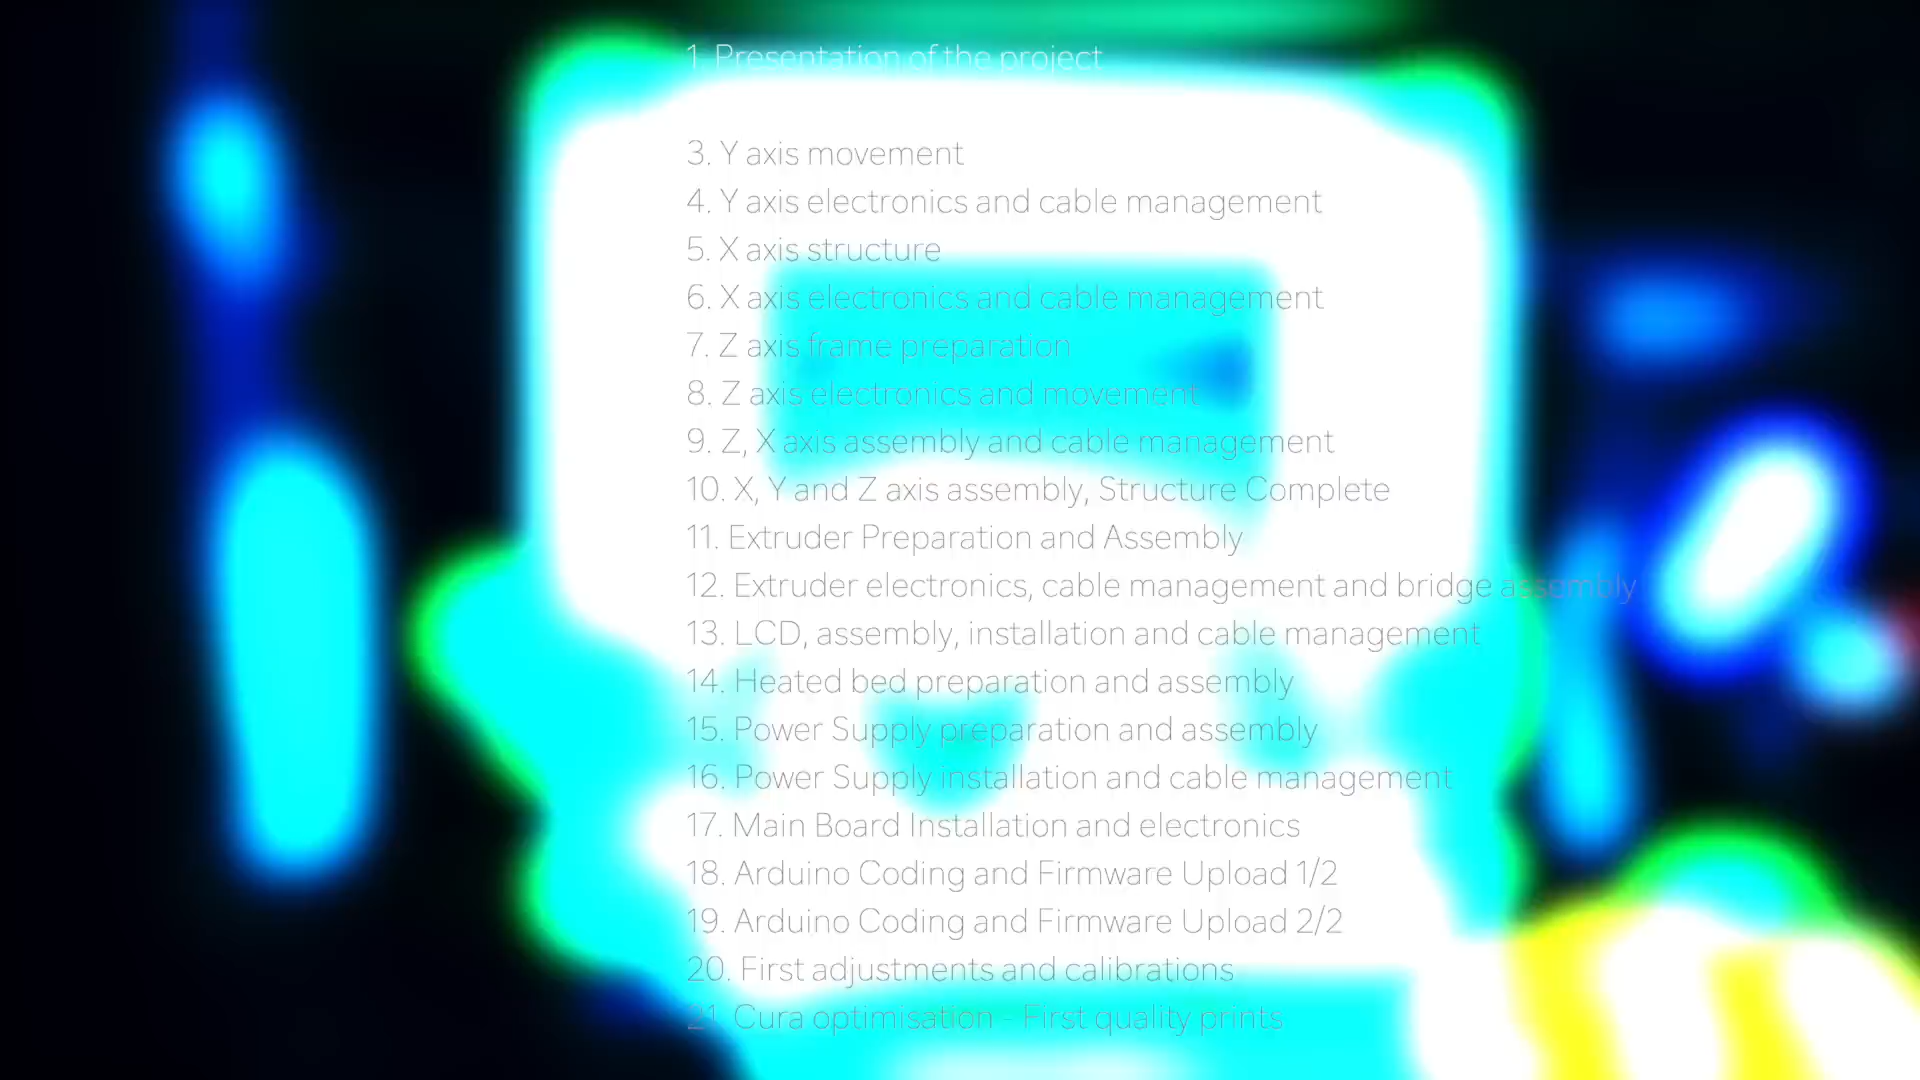 1. Presentation of the project
3. Y axis movement
4. Y axis electronics and cable management
5. X axis structure
6. X axis electronics and cable management
7. Z axis frame preparation
8. Z axis electronics and movement
9. Z, X axis assembly and cable management
10. X, Y and Z axis assembly, Structure Complete
11. Extruder Preparation and Assembly
12. Extruder electronics, cable management and bridge assembly
13. LCD, assembly, installation and cable management
14. Heated bed preparation and assembly
15. Power Supply preparation and assembly
16. Power Supply installation and cable management
17. Main Board Installation and electronics
18. Arduino Coding and Firmware Upload 1/2
19. Arduino Coding and Firmware Upload 2/2
20. First adjustments and calibrations
21. Cura optimisation - First quality prints